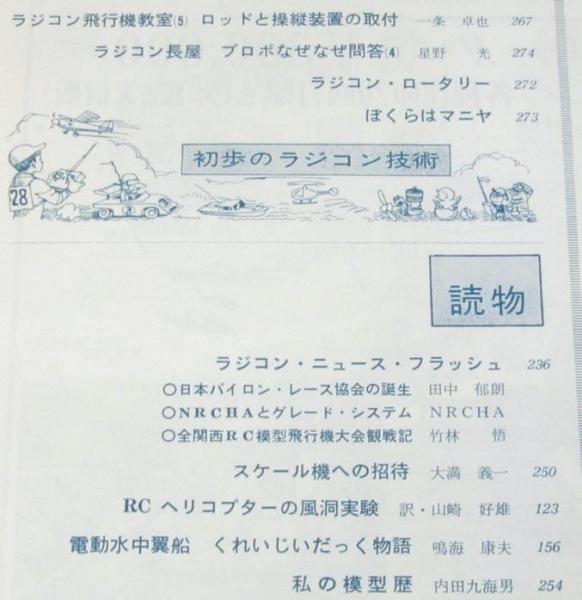 ラジコン飛行機教室⑸ ロッドと操縦装置の取付 一条 卓也 267
ラジコン長屋 プロポなぜなぜ問答⑷ 星野 光 274
ラジコン・ロータリー 272
ぼくらはマニヤ 273
初歩のラジコン技術
28
読物
ラジコン・ニュース・フラッシュ 236
○日本パイロン・レース協会の誕生 田中 郁朗
○NRCHAとグレード・システム NRCHA
○全関西RC模型飛行機大会観戦記 竹林 悟
スケール機への招待 大満 義一 250
RC ヘリコプターの風洞実験 訳・山崎 好雄 123
電動水中翼船 くれいじいだっく物語 鳴海 康夫 156
私の模型歴 内田九海男 254